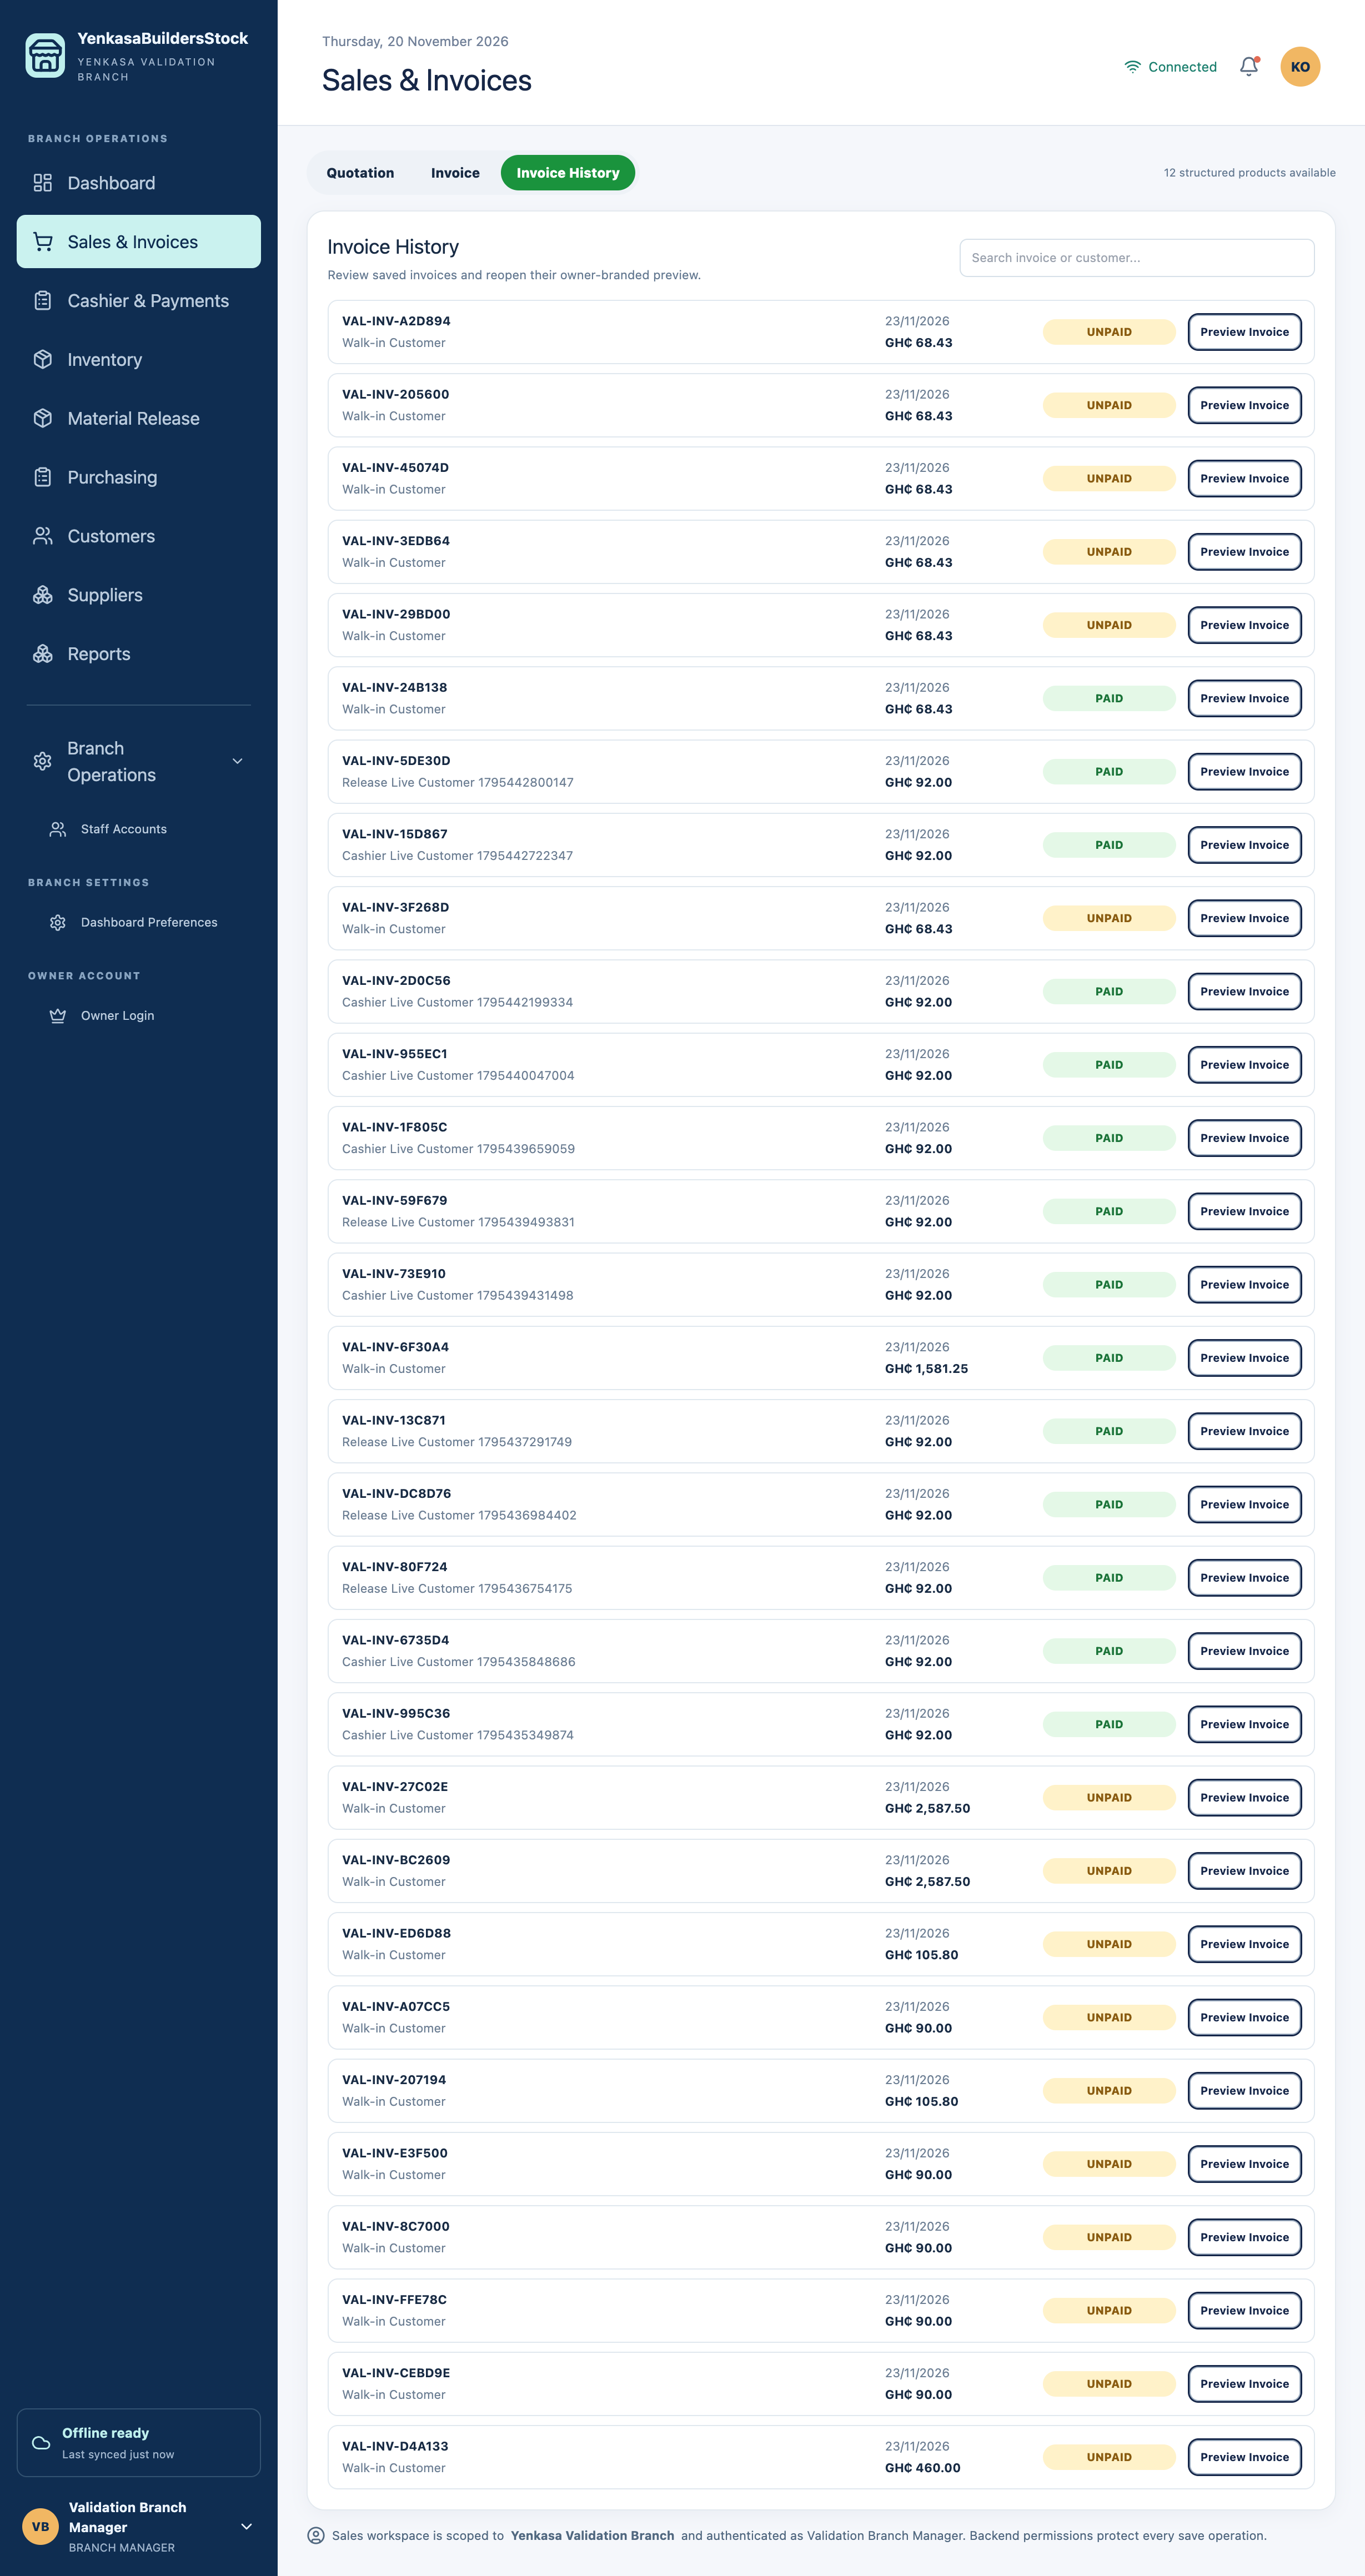 YenkasaBuildersStock
YENKASA VALIDATION
BRANCH
BRANCH OPERATIONS
Dashboard
Sales & Invoices
Cashier & Payments
Inventory
Material Release
Purchasing
Customers
Suppliers
Reports
Branch
Operations
Staff Accounts
BRANCH SETTINGS
Dashboard Preferences
OWNER ACCOUNT
Owner Login
Offline ready
Last synced just now
VB
Validation Branch
Manager
BRANCH MANAGER
Thursday, 20 November 2026
Sales & Invoices
Connected
KO
Quotation Invoice Invoice History
12 structured products available
Invoice History
Review saved invoices and reopen their owner-branded preview.
Search invoice or customer...
VAL-INV-A2D894 23/11/2026
Walk-in Customer GH₵ 68.43 UNPAID Preview Invoice
VAL-INV-205600 23/11/2026
Walk-in Customer GH₵ 68.43 UNPAID Preview Invoice
VAL-INV-45074D 23/11/2026
Walk-in Customer GH₵ 68.43 UNPAID Preview Invoice
VAL-INV-3EDB64 23/11/2026
Walk-in Customer GH₵ 68.43 UNPAID Preview Invoice
VAL-INV-29BD00 23/11/2026
Walk-in Customer GH₵ 68.43 UNPAID Preview Invoice
VAL-INV-24B138 23/11/2026
Walk-in Customer GH₵ 68.43 PAID Preview Invoice
VAL-INV-5DE30D 23/11/2026
Release Live Customer 1795442800147 GH₵ 92.00 PAID Preview Invoice
VAL-INV-15D867 23/11/2026
Cashier Live Customer 1795442722347 GH₵ 92.00 PAID Preview Invoice
VAL-INV-3F268D 23/11/2026
Walk-in Customer GH₵ 68.43 UNPAID Preview Invoice
VAL-INV-2D0C56 23/11/2026
Cashier Live Customer 1795442199334 GH₵ 92.00 PAID Preview Invoice
VAL-INV-955EC1 23/11/2026
Cashier Live Customer 1795440047004 GH₵ 92.00 PAID Preview Invoice
VAL-INV-1F805C 23/11/2026
Cashier Live Customer 1795439659059 GH₵ 92.00 PAID Preview Invoice
VAL-INV-59F679 23/11/2026
Release Live Customer 1795439493831 GH₵ 92.00 PAID Preview Invoice
VAL-INV-73E910 23/11/2026
Cashier Live Customer 1795439431498 GH₵ 92.00 PAID Preview Invoice
VAL-INV-6F30A4 23/11/2026
Walk-in Customer GH₵ 1,581.25 PAID Preview Invoice
VAL-INV-13C871 23/11/2026
Release Live Customer 1795437291749 GH₵ 92.00 PAID Preview Invoice
VAL-INV-DC8D76 23/11/2026
Release Live Customer 1795436984402 GH₵ 92.00 PAID Preview Invoice
VAL-INV-80F724 23/11/2026
Release Live Customer 1795436754175 GH₵ 92.00 PAID Preview Invoice
VAL-INV-6735D4 23/11/2026
Cashier Live Customer 1795435848686 GH₵ 92.00 PAID Preview Invoice
VAL-INV-995C36 23/11/2026
Cashier Live Customer 1795435349874 GH₵ 92.00 PAID Preview Invoice
VAL-INV-27C02E 23/11/2026
Walk-in Customer GH₵ 2,587.50 UNPAID Preview Invoice
VAL-INV-BC2609 23/11/2026
Walk-in Customer GH₵ 2,587.50 UNPAID Preview Invoice
VAL-INV-ED6D88 23/11/2026
Walk-in Customer GH₵ 105.80 UNPAID Preview Invoice
VAL-INV-A07CC5 23/11/2026
Walk-in Customer GH₵ 90.00 UNPAID Preview Invoice
VAL-INV-207194 23/11/2026
Walk-in Customer GH₵ 105.80 UNPAID Preview Invoice
VAL-INV-E3F500 23/11/2026
Walk-in Customer GH₵ 90.00 UNPAID Preview Invoice
VAL-INV-8C7000 23/11/2026
Walk-in Customer GH₵ 90.00 UNPAID Preview Invoice
VAL-INV-FFE78C 23/11/2026
Walk-in Customer GH₵ 90.00 UNPAID Preview Invoice
VAL-INV-CEBD9E 23/11/2026
Walk-in Customer GH₵ 90.00 UNPAID Preview Invoice
VAL-INV-D4A133 23/11/2026
Walk-in Customer GH₵ 460.00 UNPAID Preview Invoice
Sales workspace is scoped to Yenkasa Validation Branch and authenticated as Validation Branch Manager. Backend permissions protect every save operation.